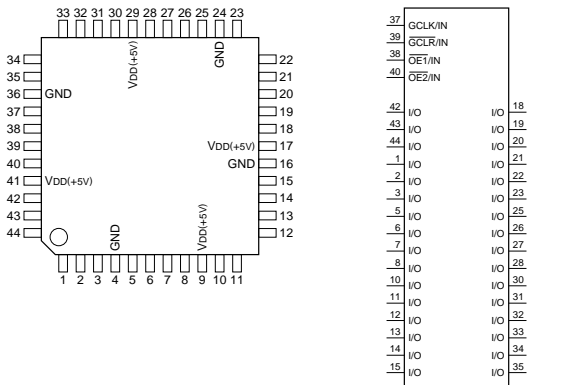 33 32 31 30 29 28 27 26 25 24 23
VDD(+5V)
GND
34
35
36 GND
37
38
39
40
41 VDD(+5V)
42
43
44
22
21
20
19
18
VDD(+5V) 17
GND 16
15
14
13
12
GND
VDD(+5V)
1 2 3 4 5 6 7 8 9 10 11
37 GCLK/IN
39 GCLR/IN
38 OE1/IN
40 OE2/IN
42 I/O I/O 18
43 I/O I/O 19
44 I/O I/O 20
1 I/O I/O 21
2 I/O I/O 22
3 I/O I/O 23
5 I/O I/O 25
6 I/O I/O 26
7 I/O I/O 27
8 I/O I/O 28
10 I/O I/O 30
11 I/O I/O 31
12 I/O I/O 32
13 I/O I/O 33
14 I/O I/O 34
15 I/O I/O 35